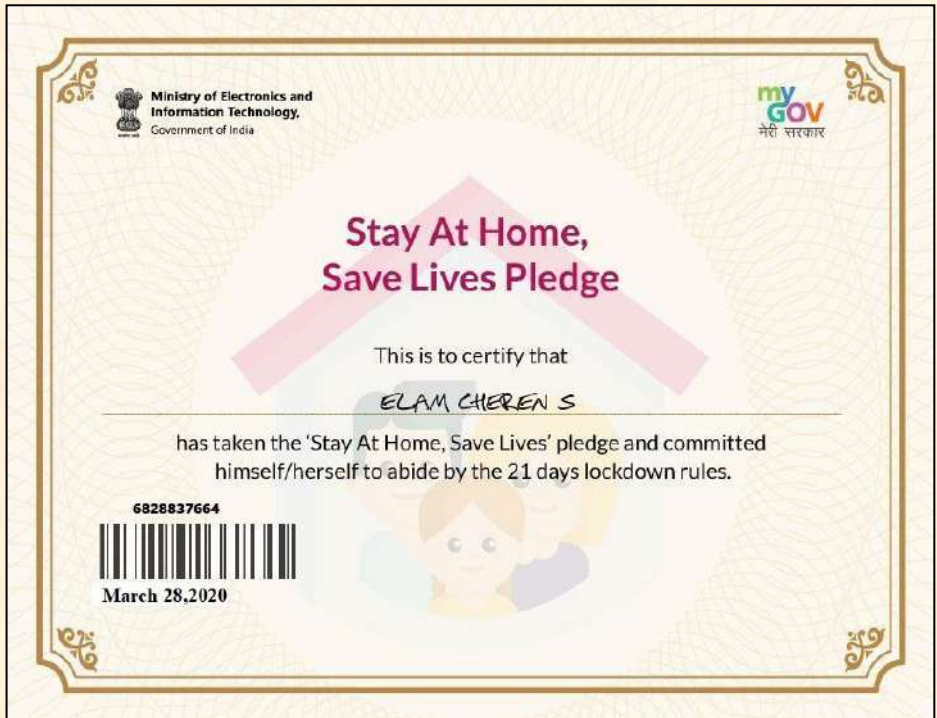 Ministry of Electronics and
Information Technology,
Government of India
my
GOV
मेरी सरकार
Stay At Home,
Save Lives Pledge
This is to certify that
ELAM CHEREN S
has taken the 'Stay At Home, Save Lives' pledge and committed
himself/herself to abide by the 21 days lockdown rules.
6828837664
March 28,2020